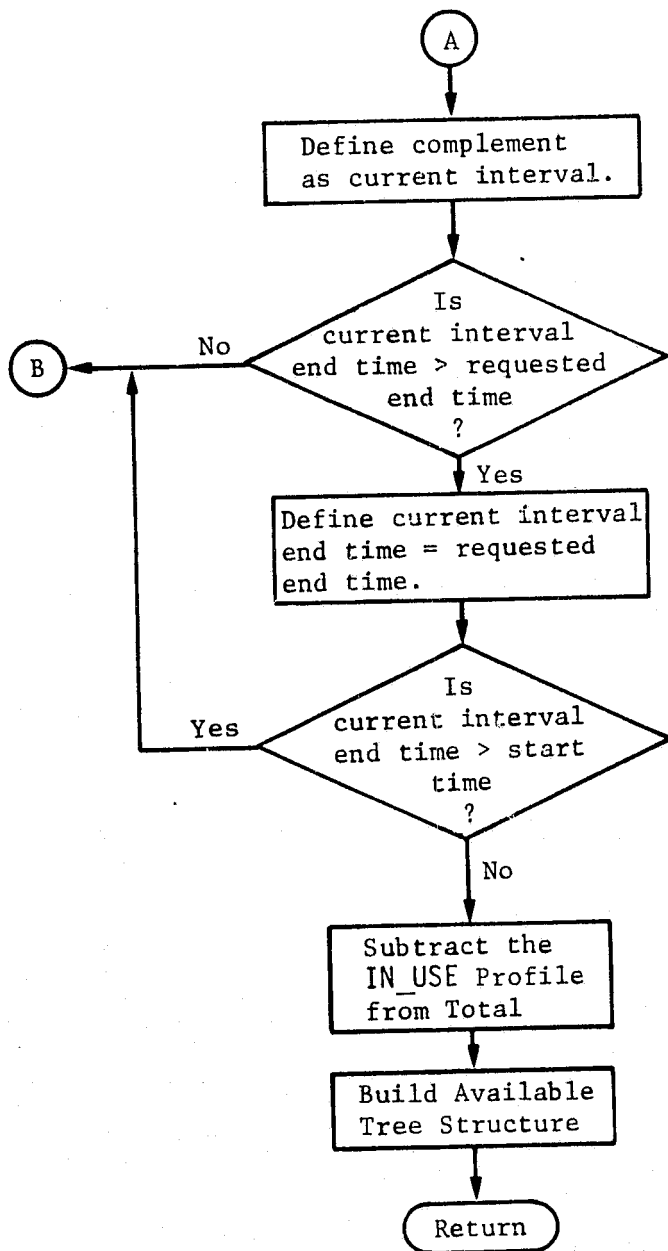 A
Define complement
as current interval.
Is
current interval
end time > requested
end time
?
No
B
Yes
Define current interval
end time = requested
end time.
Is
current interval
end time > start
time
?
Yes
No
Subtract the
IN_USE Profile
from Total
Build Available
Tree Structure
Return